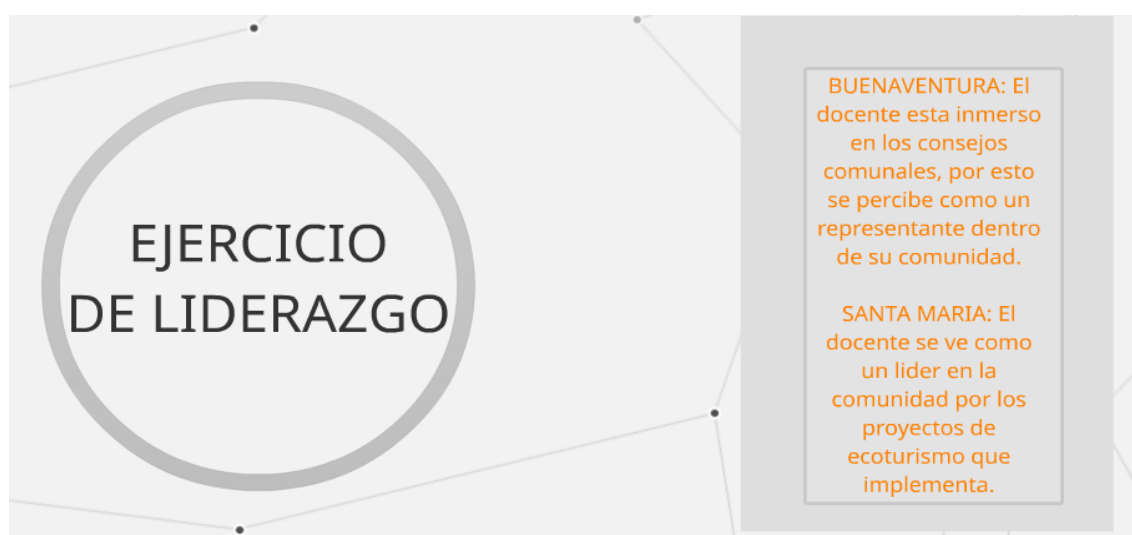 EJERCICIO
DE LIDERAZGO
BUENAVENTURA: El
docente esta inmerso
en los consejos
comunales, por esto
se percibe como un
representante dentro
de su comunidad.
SANTA MARIA: El
docente se ve como
un lider en la
comunidad por los
proyectos de
ecoturismo que
implementa.